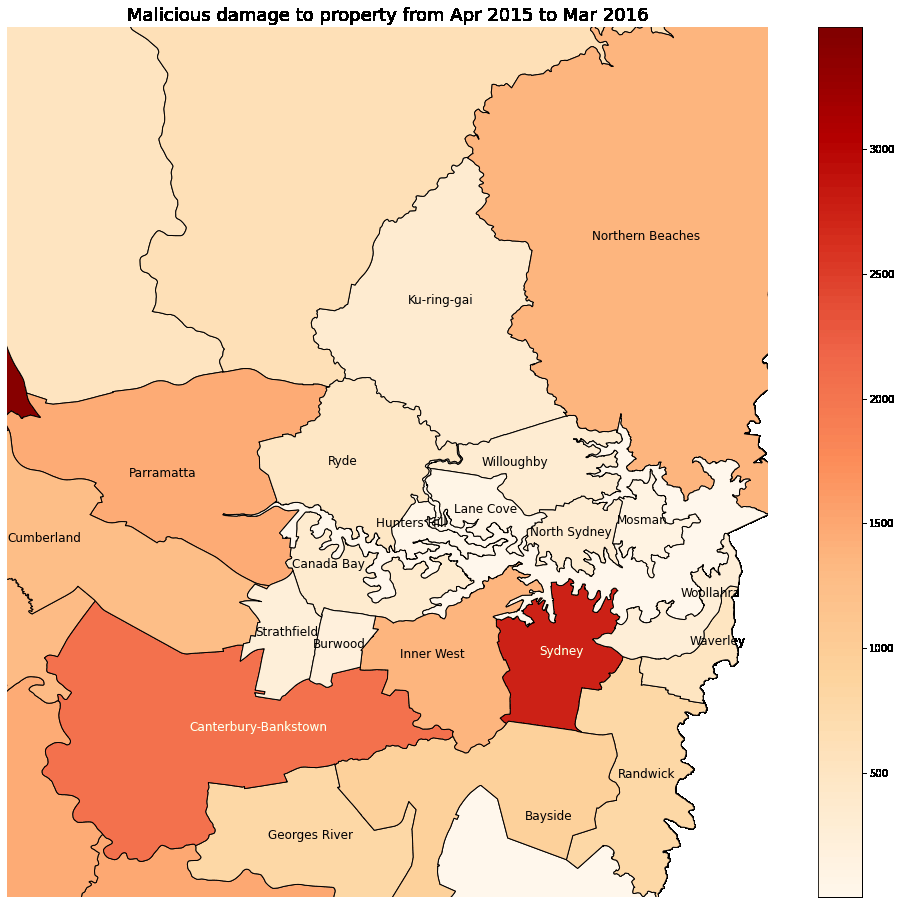 Malicious damage to property from Apr 2015 to Mar 2016
3000
Northern Beaches
2500
Ku-ring-gai
2000
Ryde
Willoughby
Parramatta
Lane Cove
Mosman
Hunters Hill
1500
North Sydney
Cumberland
Canada Bay
Woollahra
Strathfield
Waverley
Burwood
1000
Inner West
Sydney
Canterbury-Bankstown
Randwick
500
Bayside
Georges River